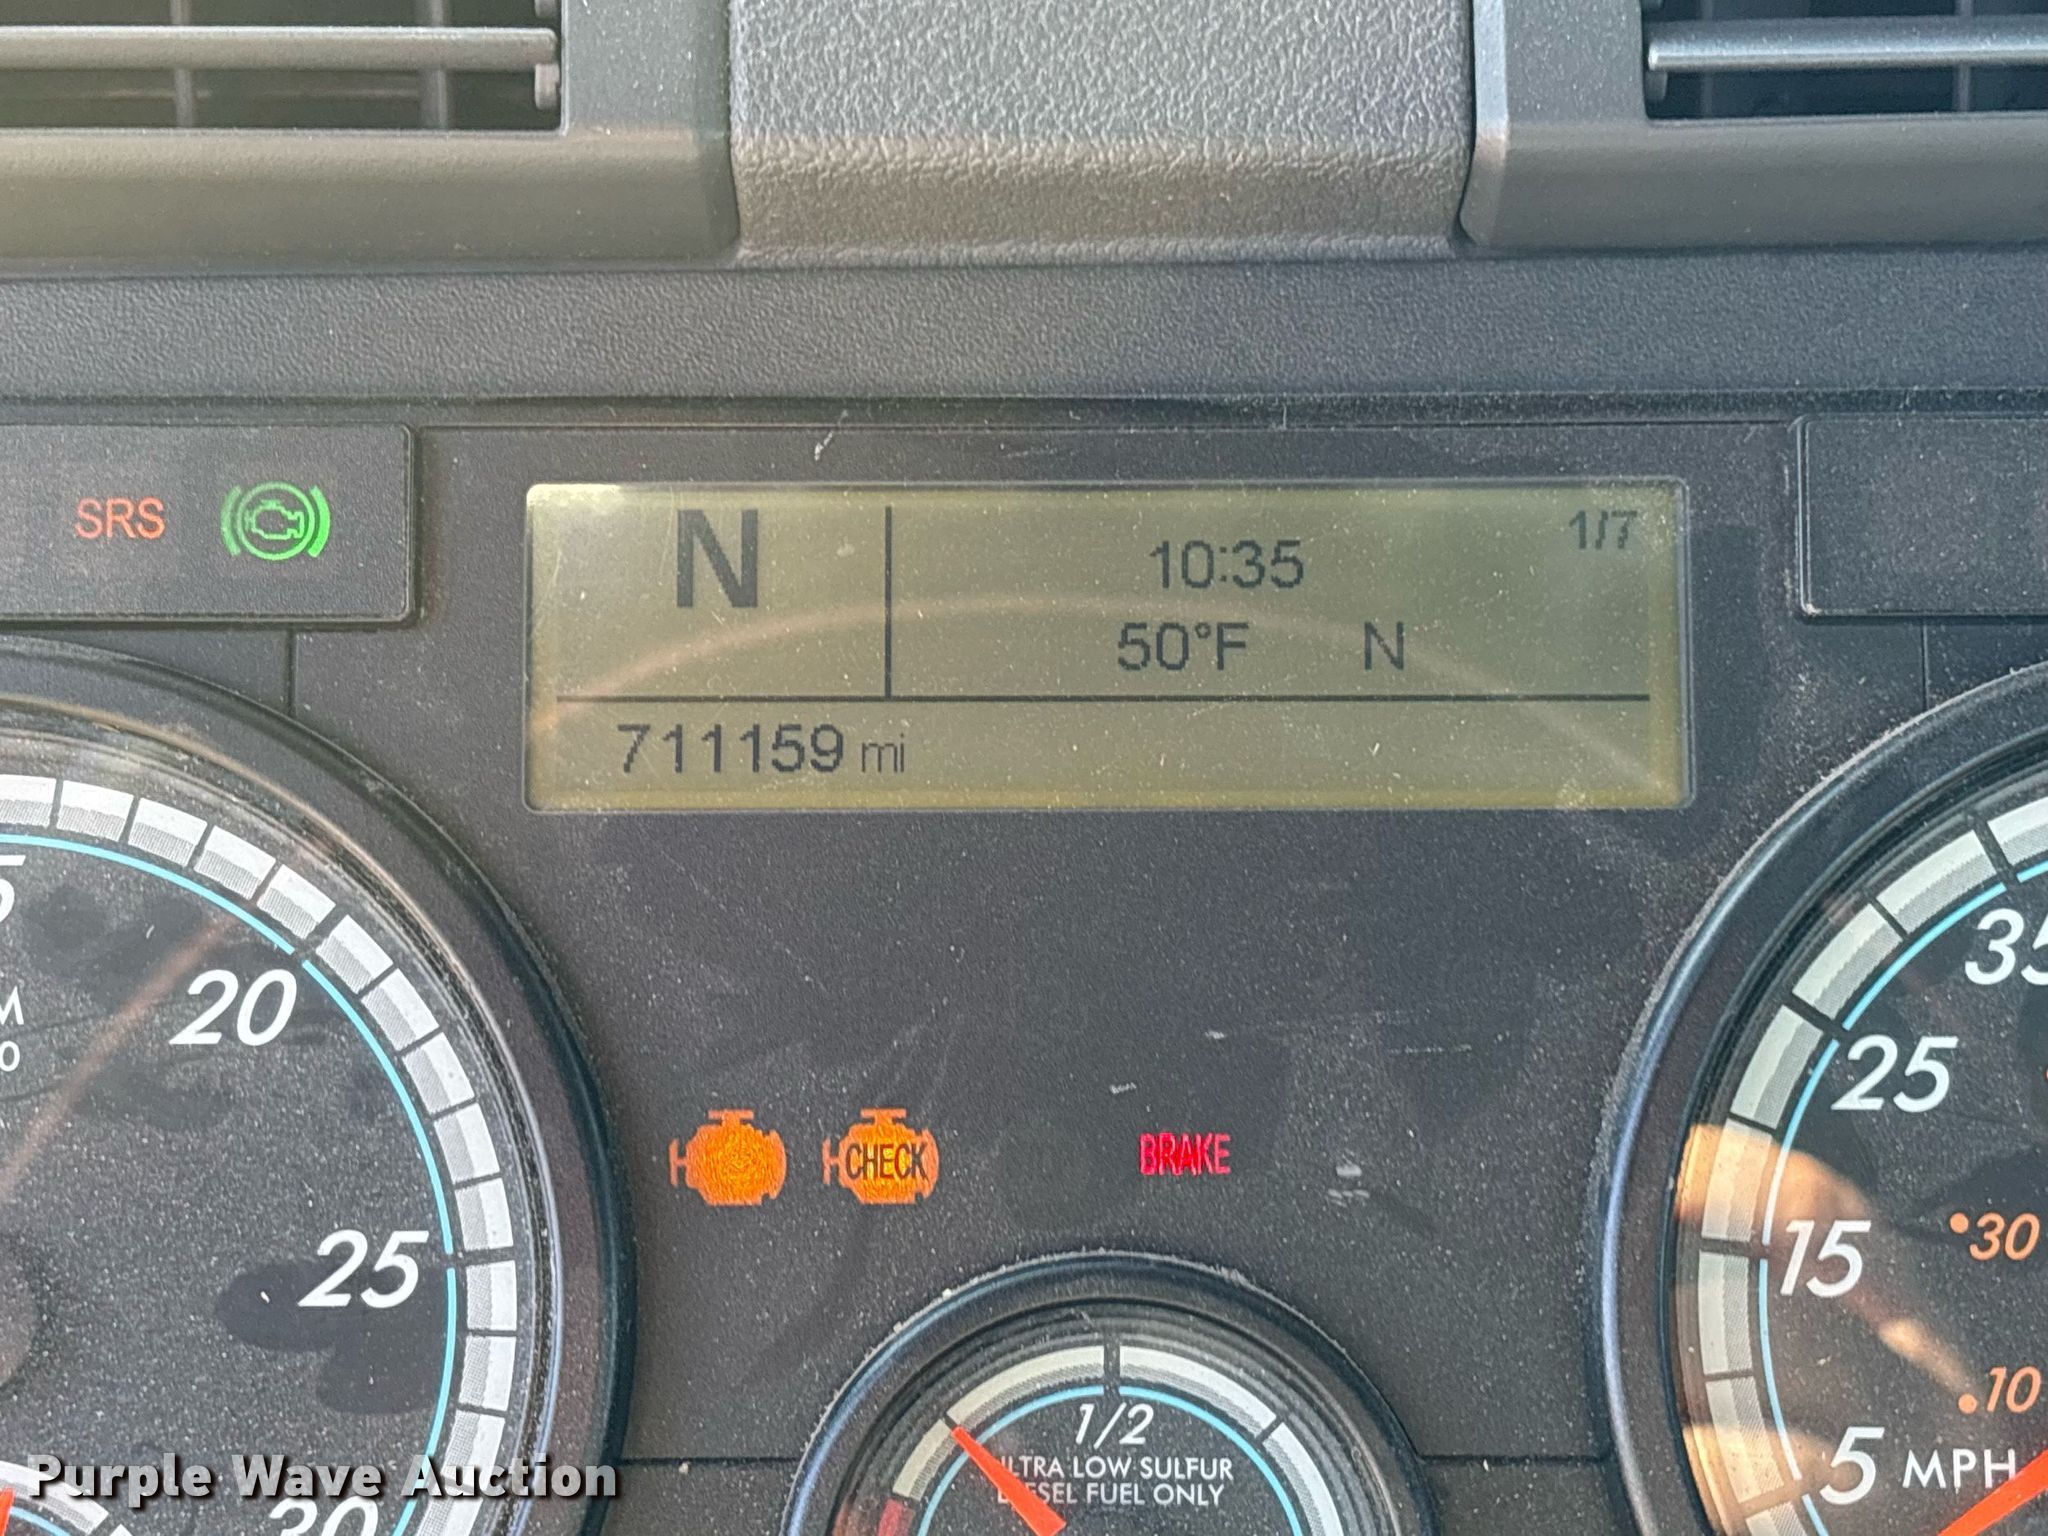 SRS
N
10:35
1/7
50°F N
711159 mi
20
25
30
CHECK
BRAKE
1/2
ULTRA LOW SULFUR
DIESEL FUEL ONLY
35
25
15
5 MPH
30
10
Purple Wave Auction